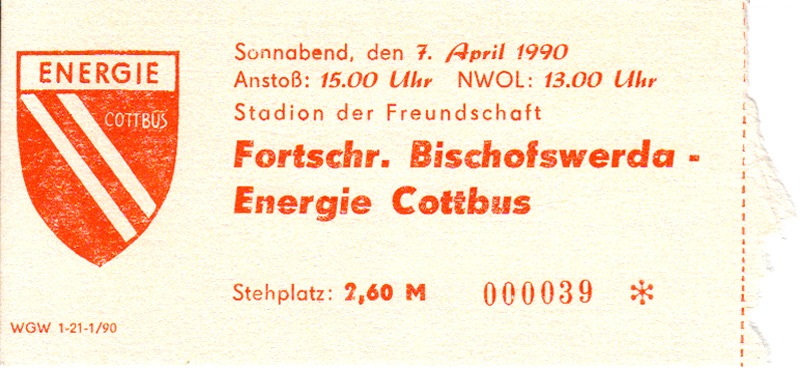 ENERGIE
COTTBUS
Sonnabend, den 7. April 1990
Anstoß: 15.00 Uhr NWOL: 13.00 Uhr
Stadion der Freundschaft
Fortschr. Bischofswerda -
Energie Cottbus
Stehplatz: 2,60 M 000039 *
WGW 1-21-1/90